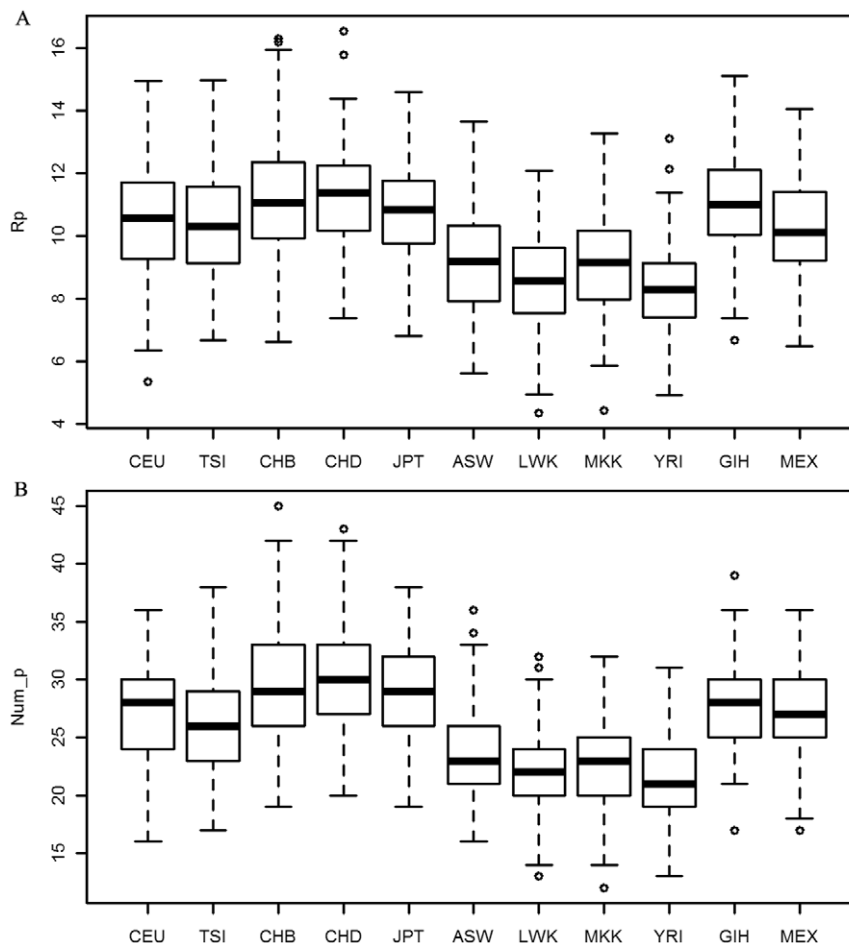 A
16
14
12
10
8
6
4
Rp
CEU TSI CHB CHD JPT ASW LWK MKK YRI GIH MEX
B
45
40
35
30
25
20
15
Num_p
CEU TSI CHB CHD JPT ASW LWK MKK YRI GIH MEX